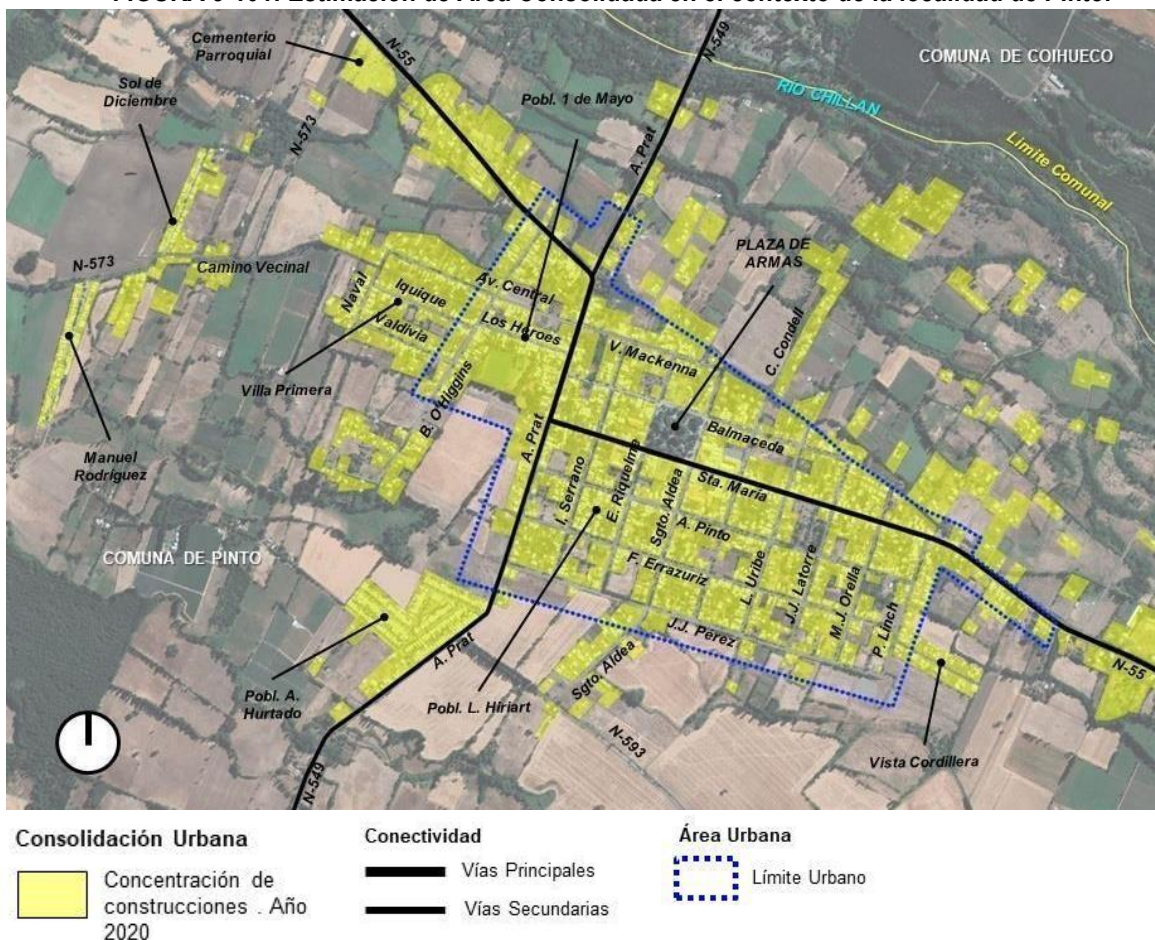 FIGURA 6-101: Estimación de Área Consolidada en el contexto de la localidad de Pinto.
Cementerio
Parroquial
N-55
N-549
COMUNA DE COIHUECO
Sol de
Diciembre
Pobl. 1 de Mayo
RÍO CHILLAN
N-573
A. Prat
Limite Comunal
PLAZA DE
ARMAS
N-573
Camino Vecinal
Naval
Iquique
Av. Central
Valdivia
Los Heroes
V. Mackenna
C. Condell
Villa Primera
B. O'Higgins
A. Prat
Balmaceda
Manuel
Rodríguez
I. Serrano
E. Riquelme
Sgto. Aldea
Sta. María
A. Pinto
COMUNA DE PINTO
F. Errazuriz
L. Uribe
J.J. Latorre
M.J. Orella
P. Linch
J.J. Perez
A. Prat
Sgto. Aldea
N-55
Pobl. A.
Hurtado
Pobl. L. Híriart
N-593
Vista Cordillera
N-549
Consolidación Urbana
Concentración de
construcciones . Año
2020
Conectividad
Vías Principales
Vías Secundarias
Área Urbana
Límite Urbano